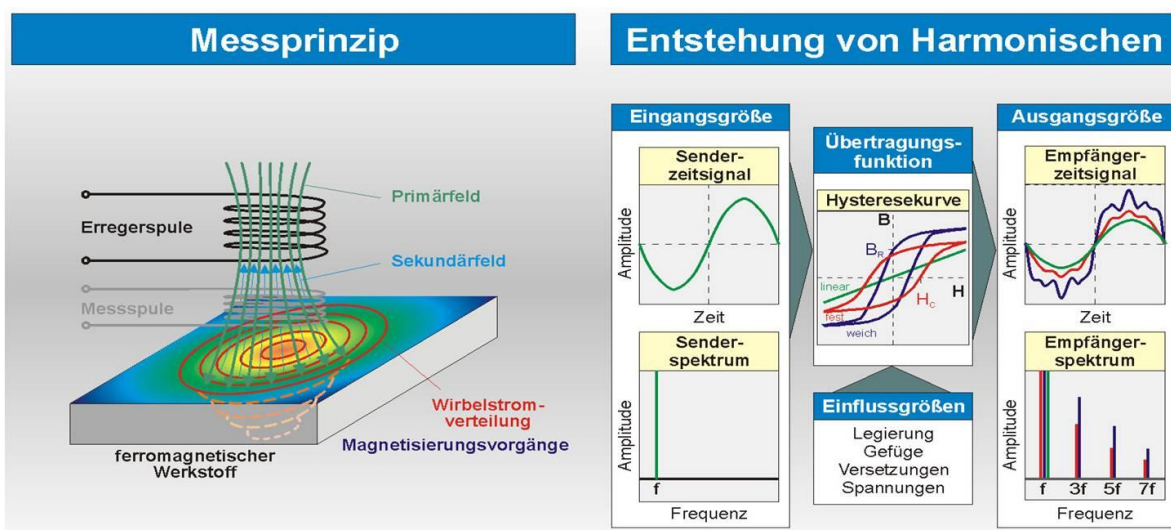 Messprinzip
Primärfeld
Erregerspule
Sekundärfeld
Messspule
Wirbelstrom-
verteilung
Magnetisierungsvorgänge
ferromagnetischer
Werkstoff
Entstehung von Harmonischen
Eingangsgröße
Sender-
zeitsignal
Amplitude
Zeit
Sender-
spektrum
Amplitude
f
Frequenz
Übertragungs-
funktion
Hysteresekurve
B
B_R
linear
H
H_C
fest
weich
Einflussgrößen
Legierung
Gefüge
Versetzungen
Spannungen
Ausgangsgröße
Empfänger-
zeitsignal
Amplitude
Zeit
Empfänger-
spektrum
Amplitude
f 3f 5f 7f
Frequenz